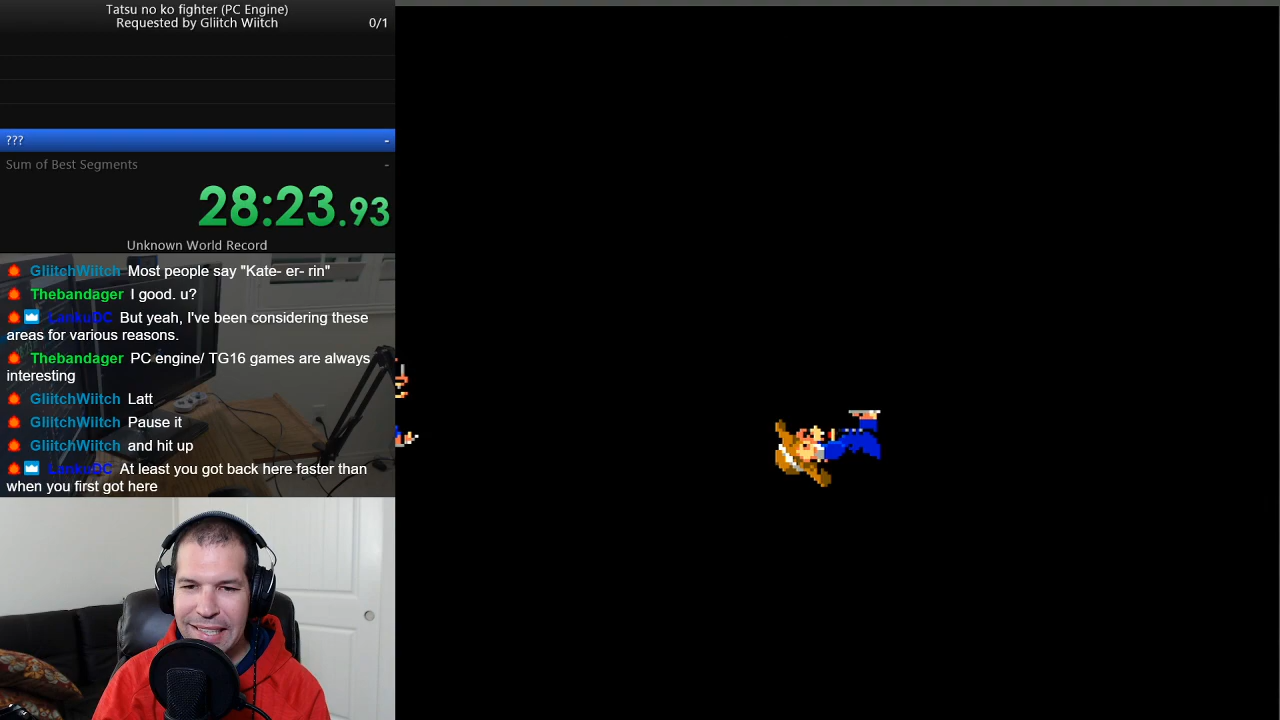 Tatsu no ko fighter (PC Engine)
Requested by Gliitch Wiitch 0/1
??? -
Sum of Best Segments -
28:23.93
Unknown World Record
GliitchWiitch Most people say "Kate- er- rin"
Thebandager I good. u?
LankuDC But yeah, I've been considering these
areas for various reasons.
Thebandager PC engine/ TG16 games are always
interesting
GliitchWiitch Latt
GliitchWiitch Pause it
GliitchWiitch and hit up
LankuDC At least you got back here faster than
when you first got here